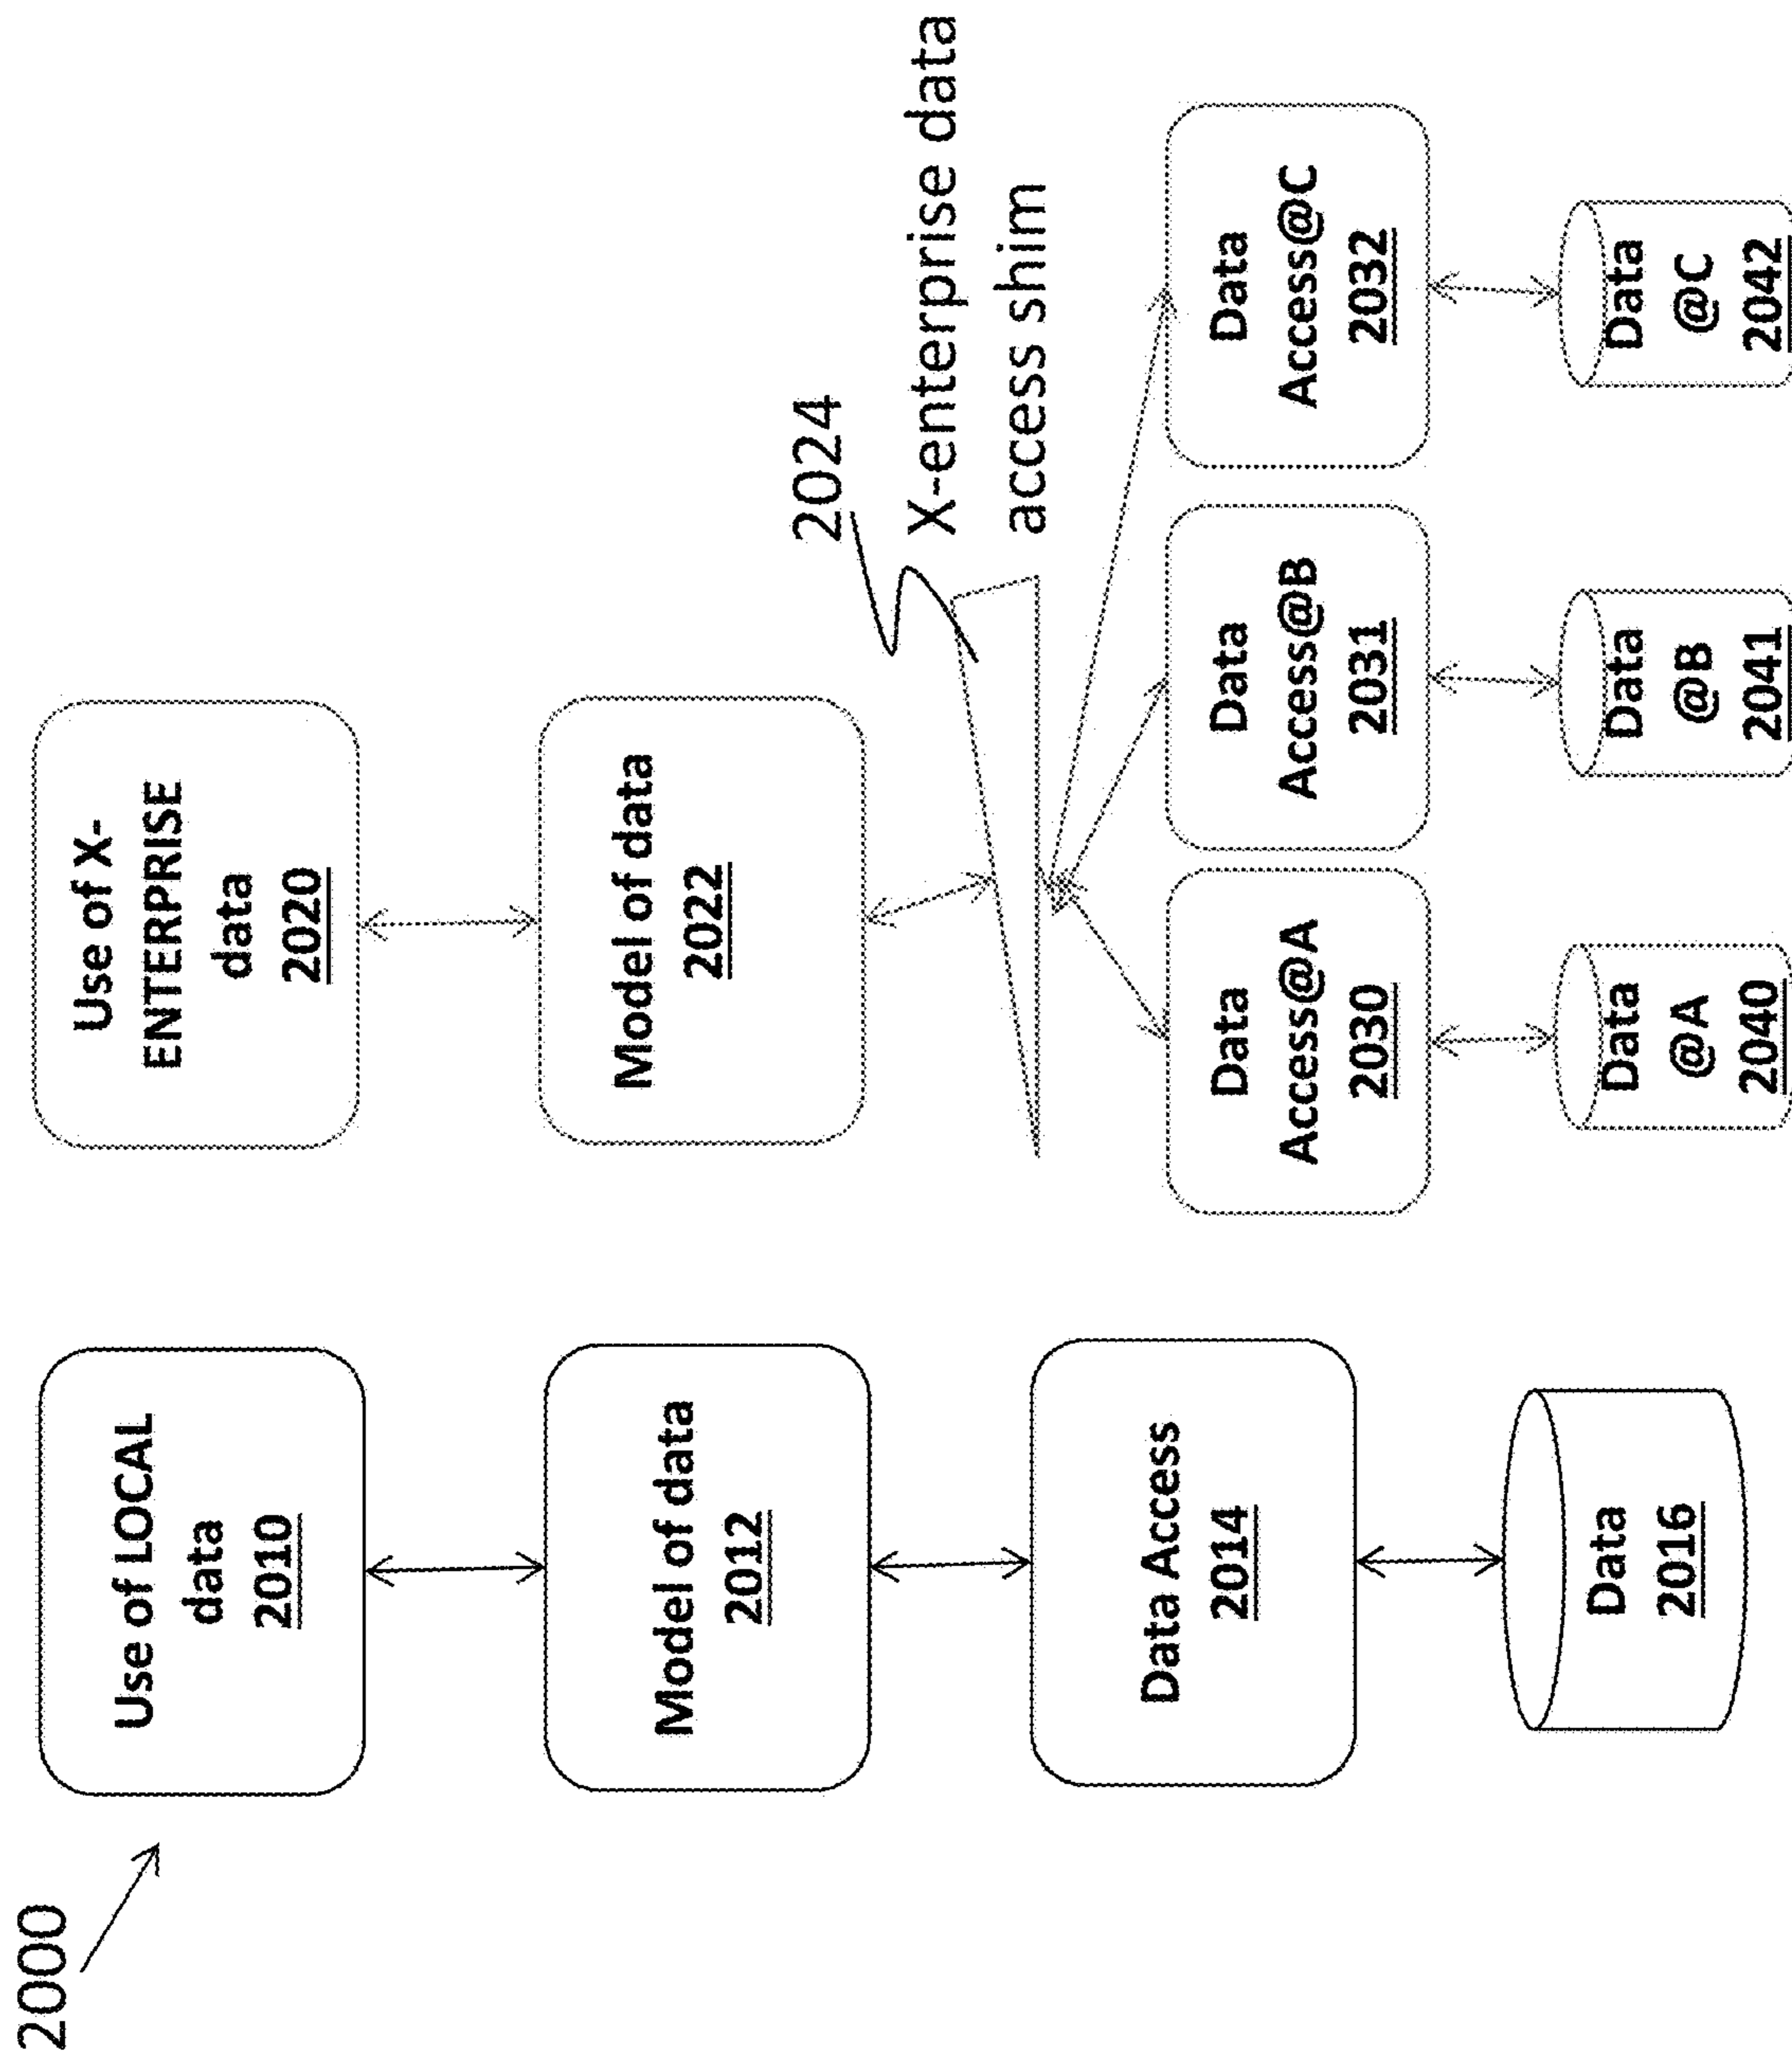 2000
Use of LOCAL
data
2010
Model of data
2012
Data Access
2014
Data
2016
Use of X-
ENTERPRISE
data
2020
Model of data
2022
2024
X-enterprise data
access shim
Data
Access@A
2030
Data
Access@B
2031
Data
Access@C
2032
Data
@A
2040
Data
@B
2041
Data
@C
2042